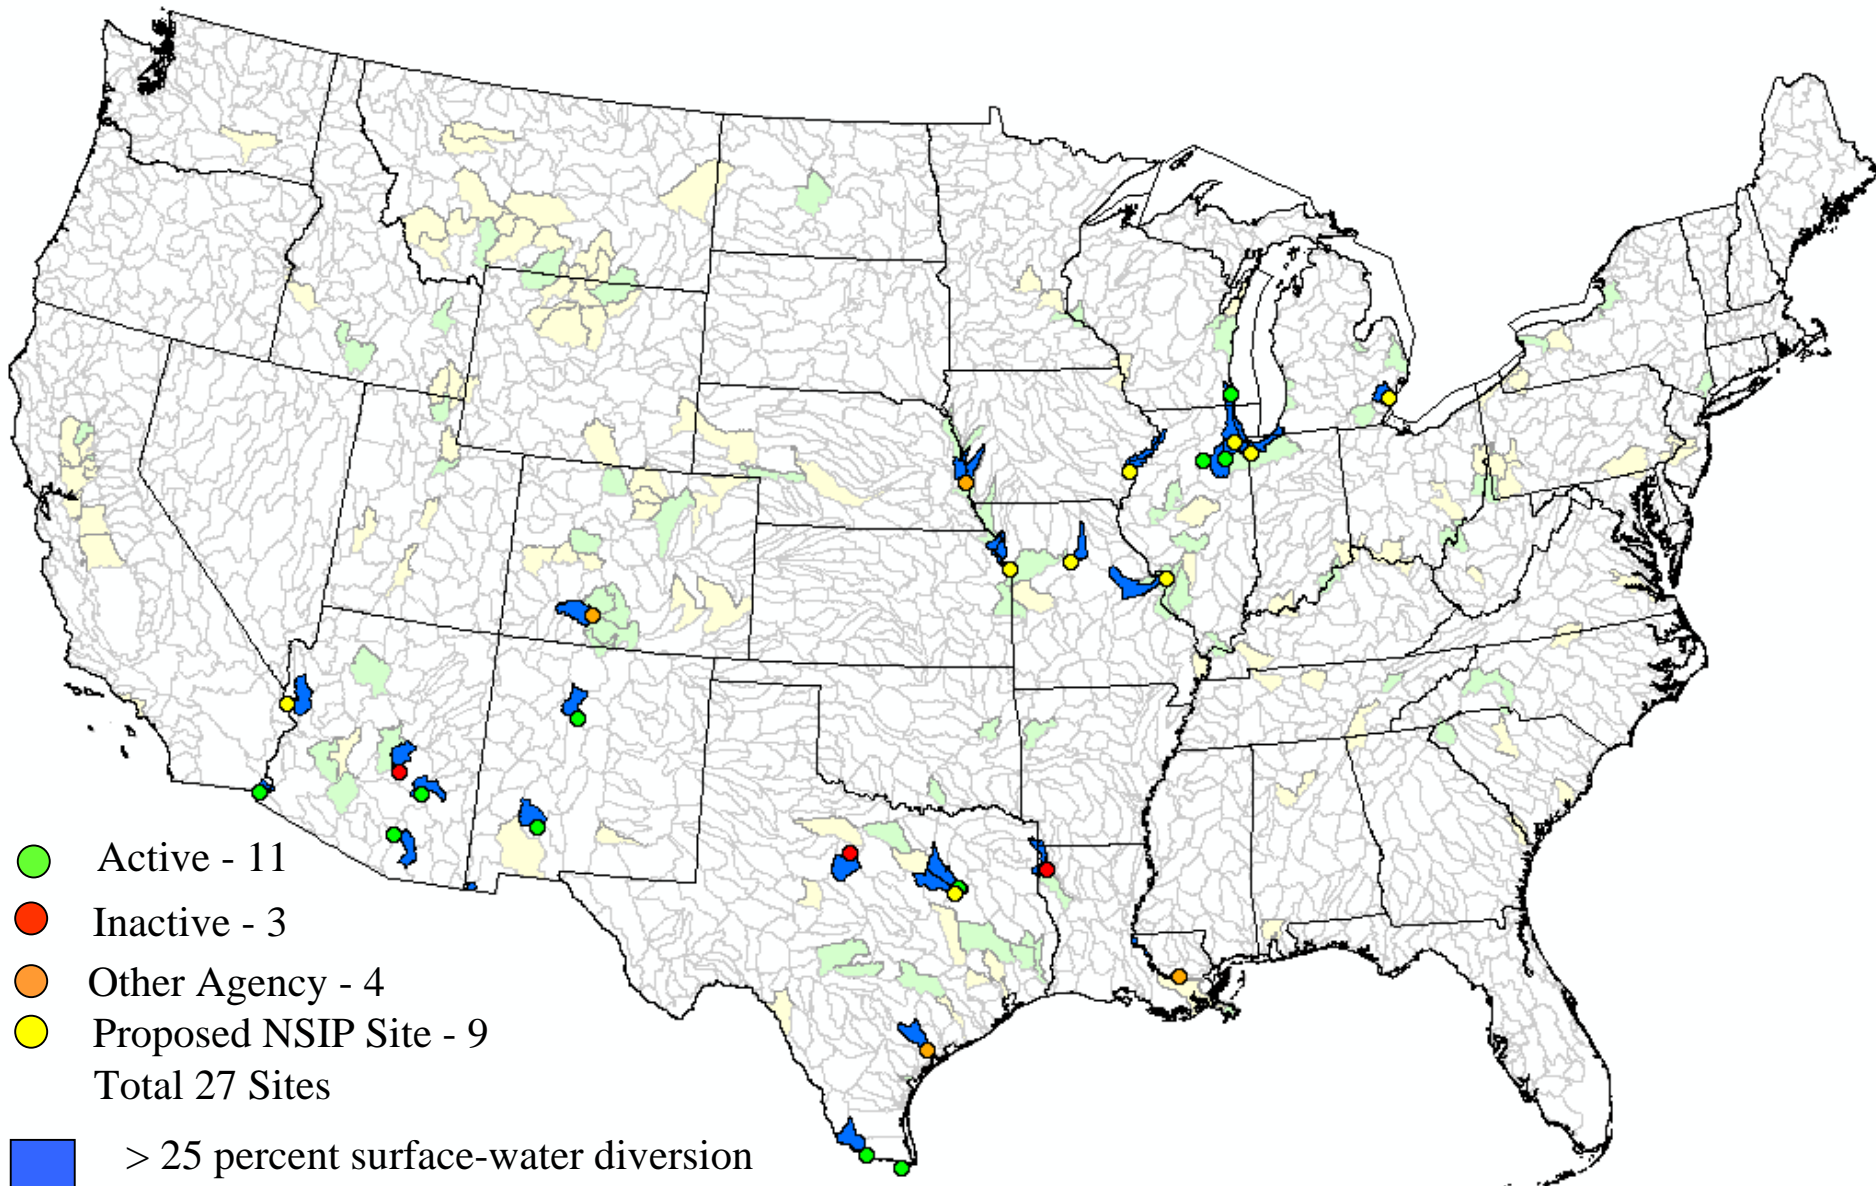 Active - 11
Inactive - 3
Other Agency - 4
Proposed NSIP Site - 9
Total 27 Sites
> 25 percent surface-water diversion